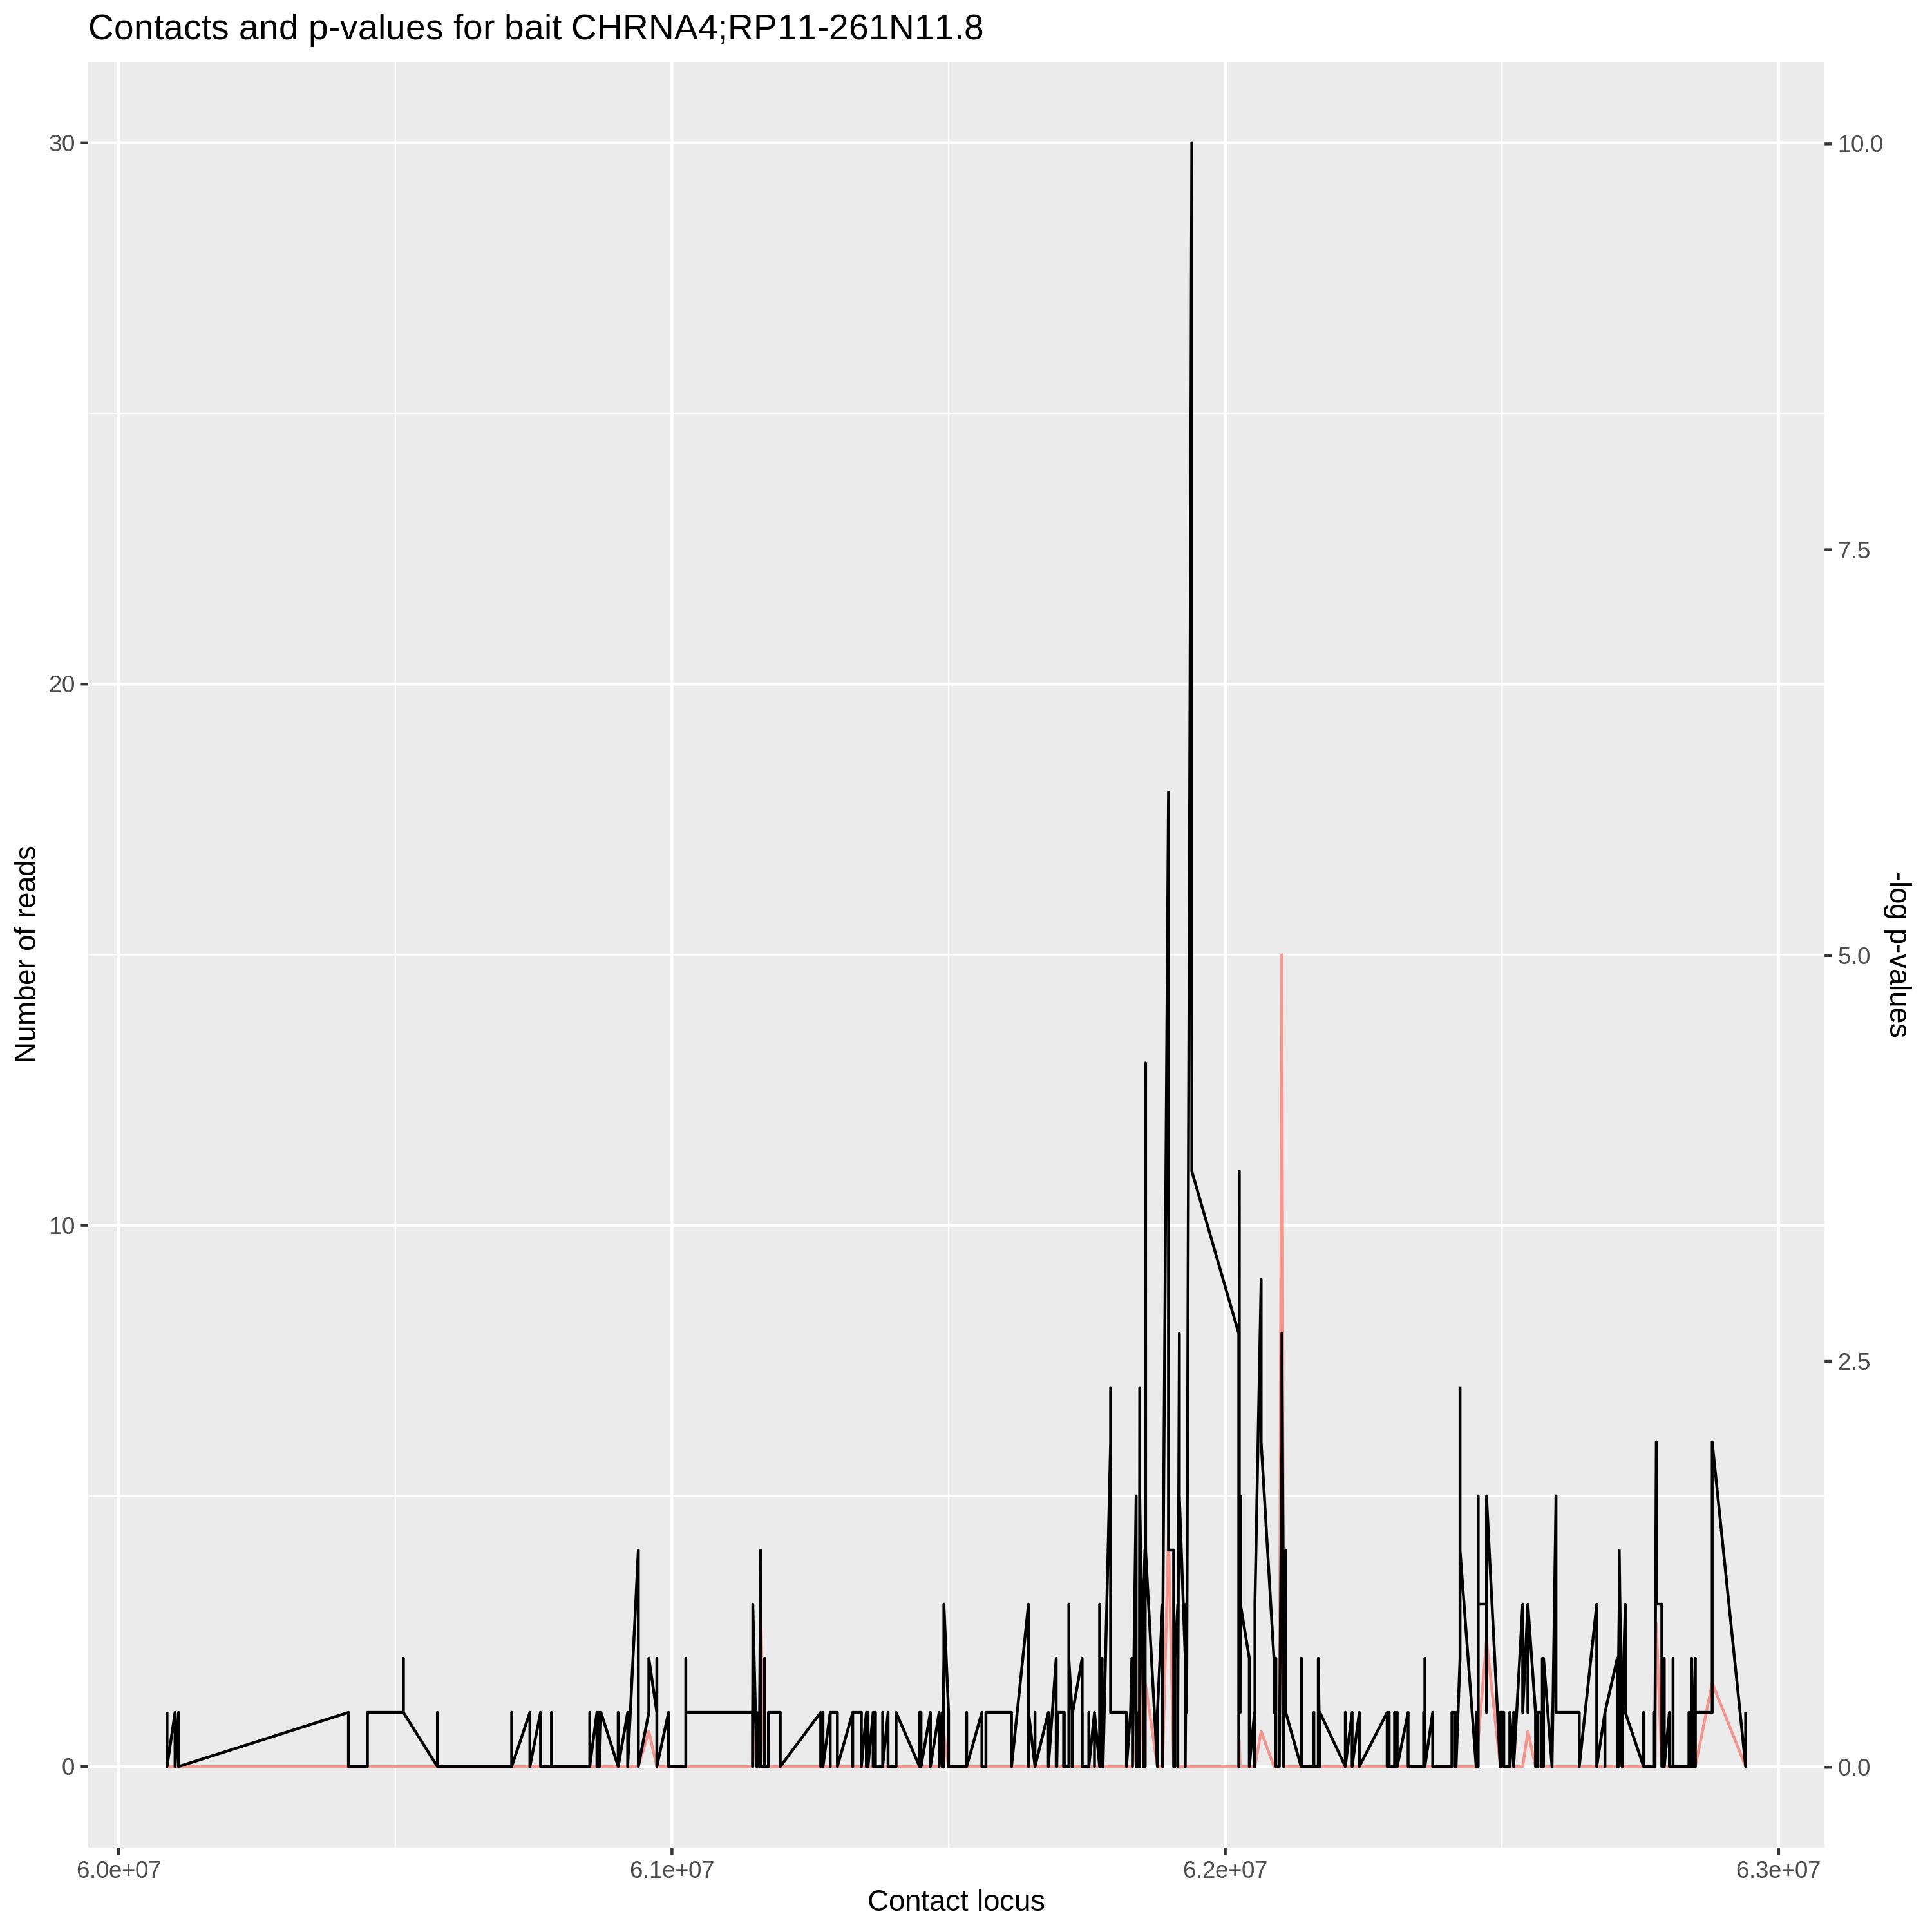 Contacts and p-values for bait CHRNA4;RP11-261N11.8
30
20
10
0
Number of reads
10.0
7.5
5.0
2.5
0.0
-log p-values
6.0e+07
6.1e+07
6.2e+07
6.3e+07
Contact locus